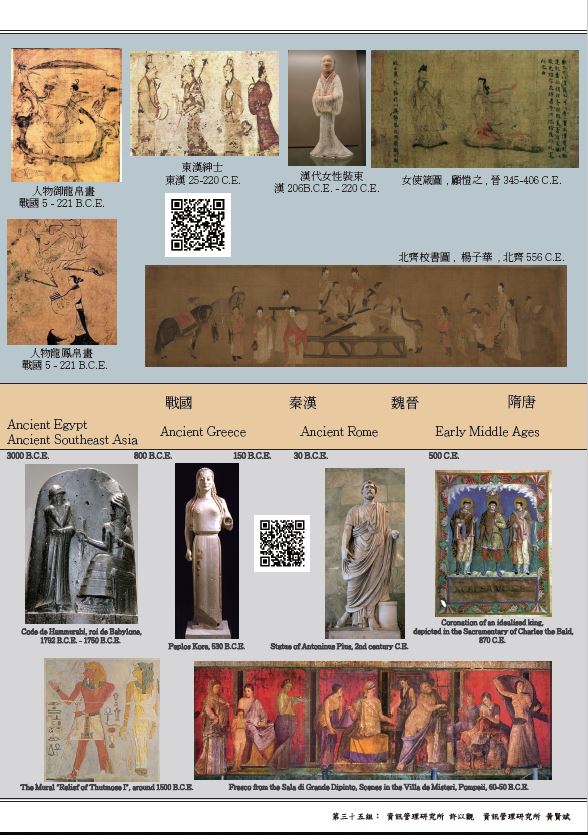 人物御龍帛畫
戰國 5 - 221 B.C.E.
東漢紳士
東漢 25-220 C.E.
漢代女性裝束
漢 206B.C.E. - 220 C.E.
女使箴圖 , 顧愷之 , 晉 345-406 C.E.
人物龍鳳帛畫
戰國 5 - 221 B.C.E.
北齊校書圖 , 楊子華 , 北齊 556 C.E.
戰國
秦漢
魏晉
隋唐
Ancient Egypt
Ancient Southeast Asia
Ancient Greece
Ancient Rome
Early Middle Ages
3000 B.C.E.
800 B.C.E.
150 B.C.E.
30 B.C.E.
500 C.E.
Code de Hammurabi, roi de Babylone,
1792 B.C.E. - 1750 B.C.E.
Peplos Kore, 530 B.C.E.
Statue of Antoninus Pius, 2nd century C.E.
Coronation of an idealised king,
depicted in the Sacramentary of Charles the Bald,
870 C.E.
The Mural "Relief of Thutmose I", around 1500 B.C.E.
Fresco from the Sala di Grande Dipinto, Scenes in the Villa de Misteri, Pompeii, 60-50 B.C.E.
第三十五組： 資訊管理研究所 許以觀 資訊管理研究所 黃賢斌